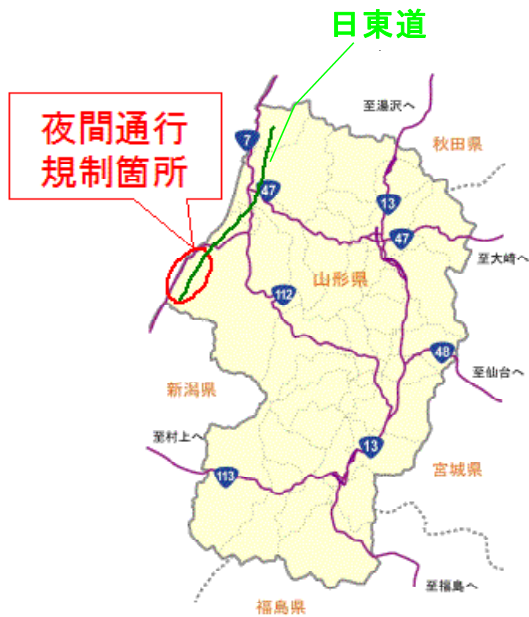 日東道
夜間通行
規制箇所
至湯沢へ
秋田県
7
47
13
47
至大崎へ
山形県
112
48
至仙台へ
新潟県
至村上へ
13
宮城県
113
至福島へ
福島県